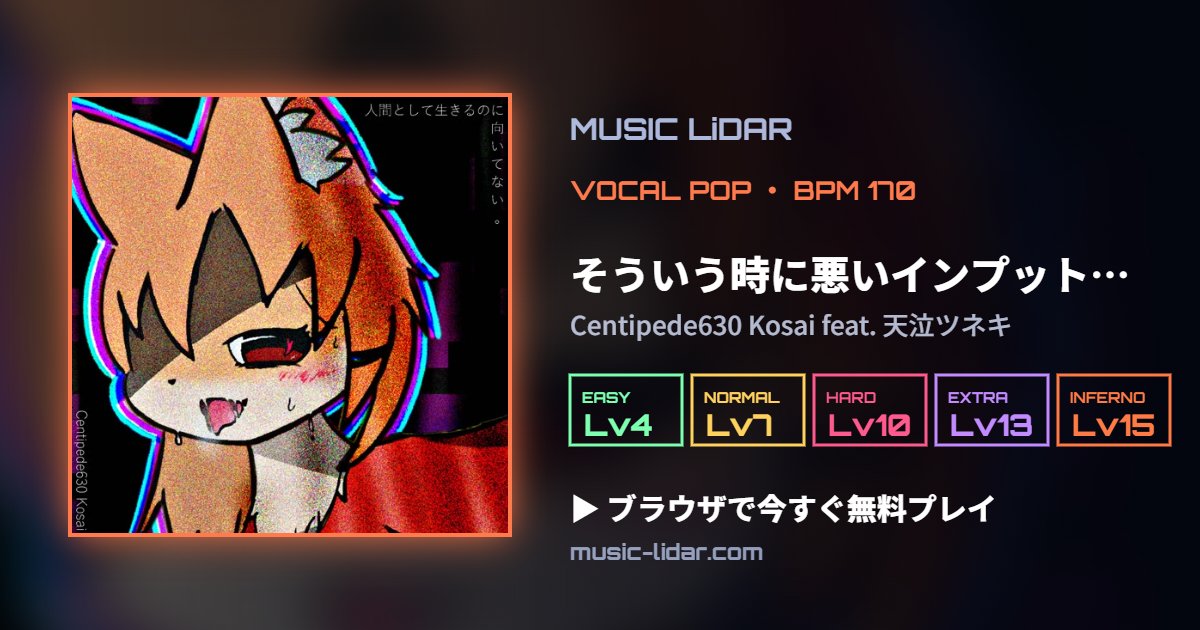 人間として生きるのに
向いてない。
Centipede630 Kosai
MUSIC LiDAR
VOCAL POP • BPM 170
そういう時に悪いインプット…
Centipede630 Kosai feat. 天泣ツネキ
EASY
Lv4
NORMAL
Lv7
HARD
Lv10
EXTRA
Lv13
INFERNO
Lv15
▶ ブラウザで今すぐ無料プレイ
music-lidar.com